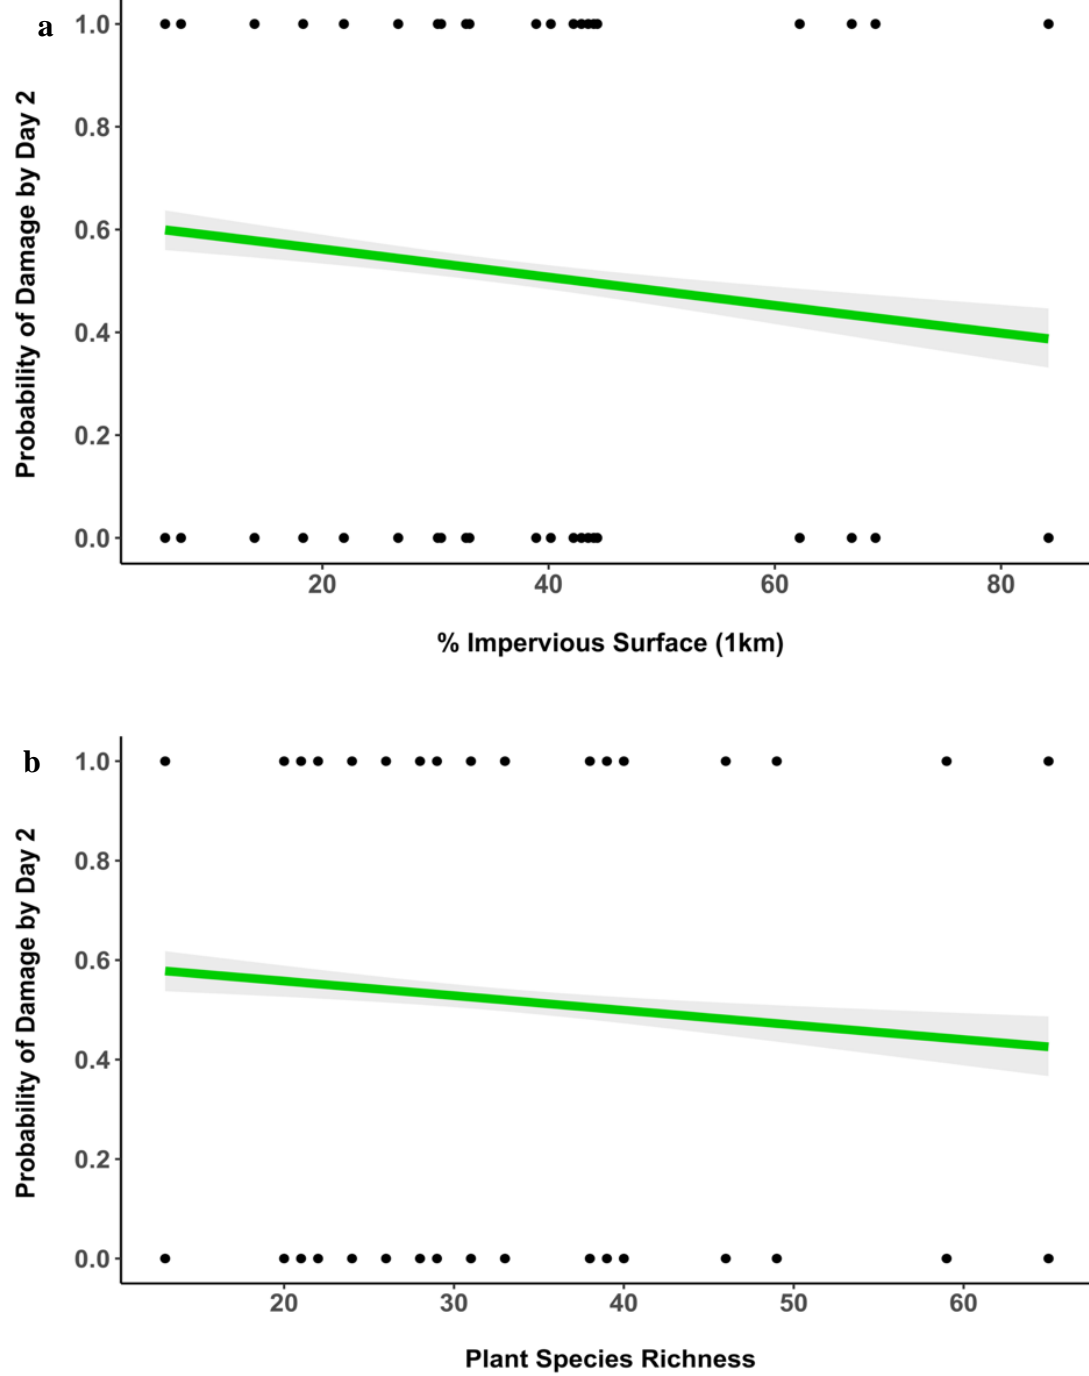 a
1.0
0.8
0.6
0.4
0.2
0.0
Probability of Damage by Day 2
20 40 60 80
% Impervious Surface (1km)
b
1.0
0.8
0.6
0.4
0.2
0.0
Probability of Damage by Day 2
20 30 40 50 60
Plant Species Richness